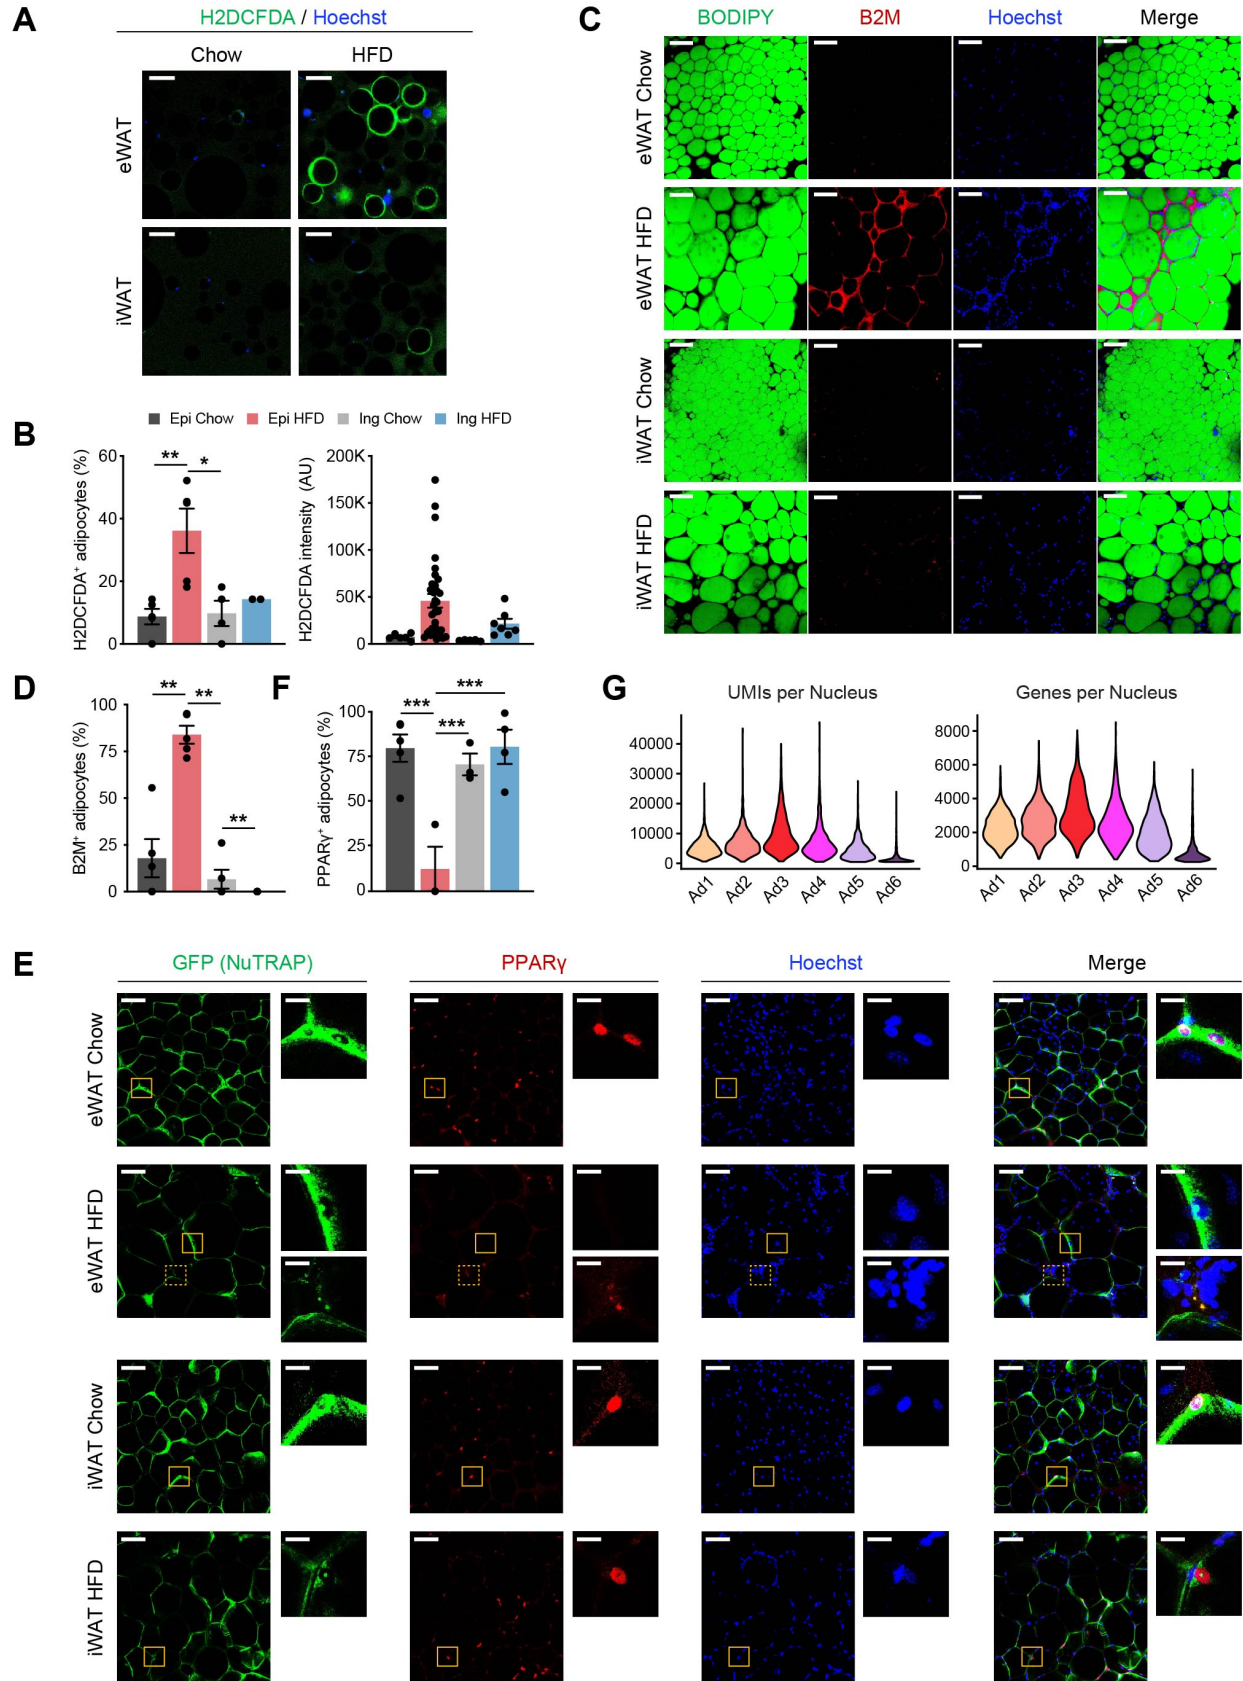 A
H2DCFDA / Hoechst
Chow
HFD
eWAT
iWAT
B
Epi Chow
Epi HFD
Ing Chow
Ing HFD
H2DCFDA⁺ adipocytes (%)
60
40
20
0
**
*
H2DCFDA intensity (AU)
200K
150K
100K
50K
0
C
BODIPY
B2M
Hoechst
Merge
eWAT Chow
eWAT HFD
iWAT Chow
iWAT HFD
D
B2M⁺ adipocytes (%)
100
75
50
25
0
**
**
**
F
PPARγ⁺ adipocytes (%)
100
75
50
25
0
***
***
***
G
UMIs per Nucleus
40000
30000
20000
10000
0
Ad1
Ad2
Ad3
Ad4
Ad5
Ad6
Genes per Nucleus
8000
6000
4000
2000
0
Ad1
Ad2
Ad3
Ad4
Ad5
Ad6
E
GFP (NuTRAP)
PPARγ
Hoechst
Merge
eWAT Chow
eWAT HFD
iWAT Chow
iWAT HFD